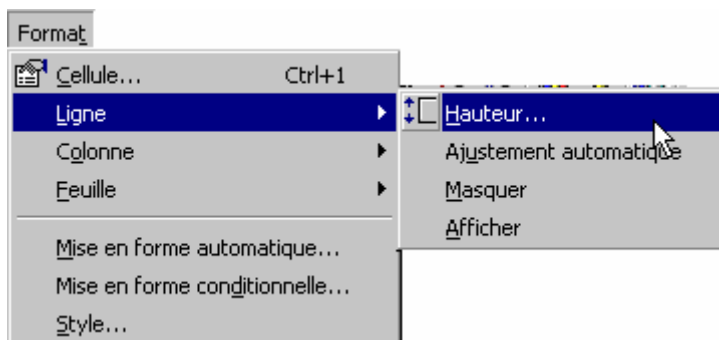 Format
Cellule... Ctrl+1
Ligne
Colonne
Feuille
Mise en forme automatique...
Mise en forme conditionnelle...
Style...
Hauteur...
Ajustement automatique
Masquer
Afficher